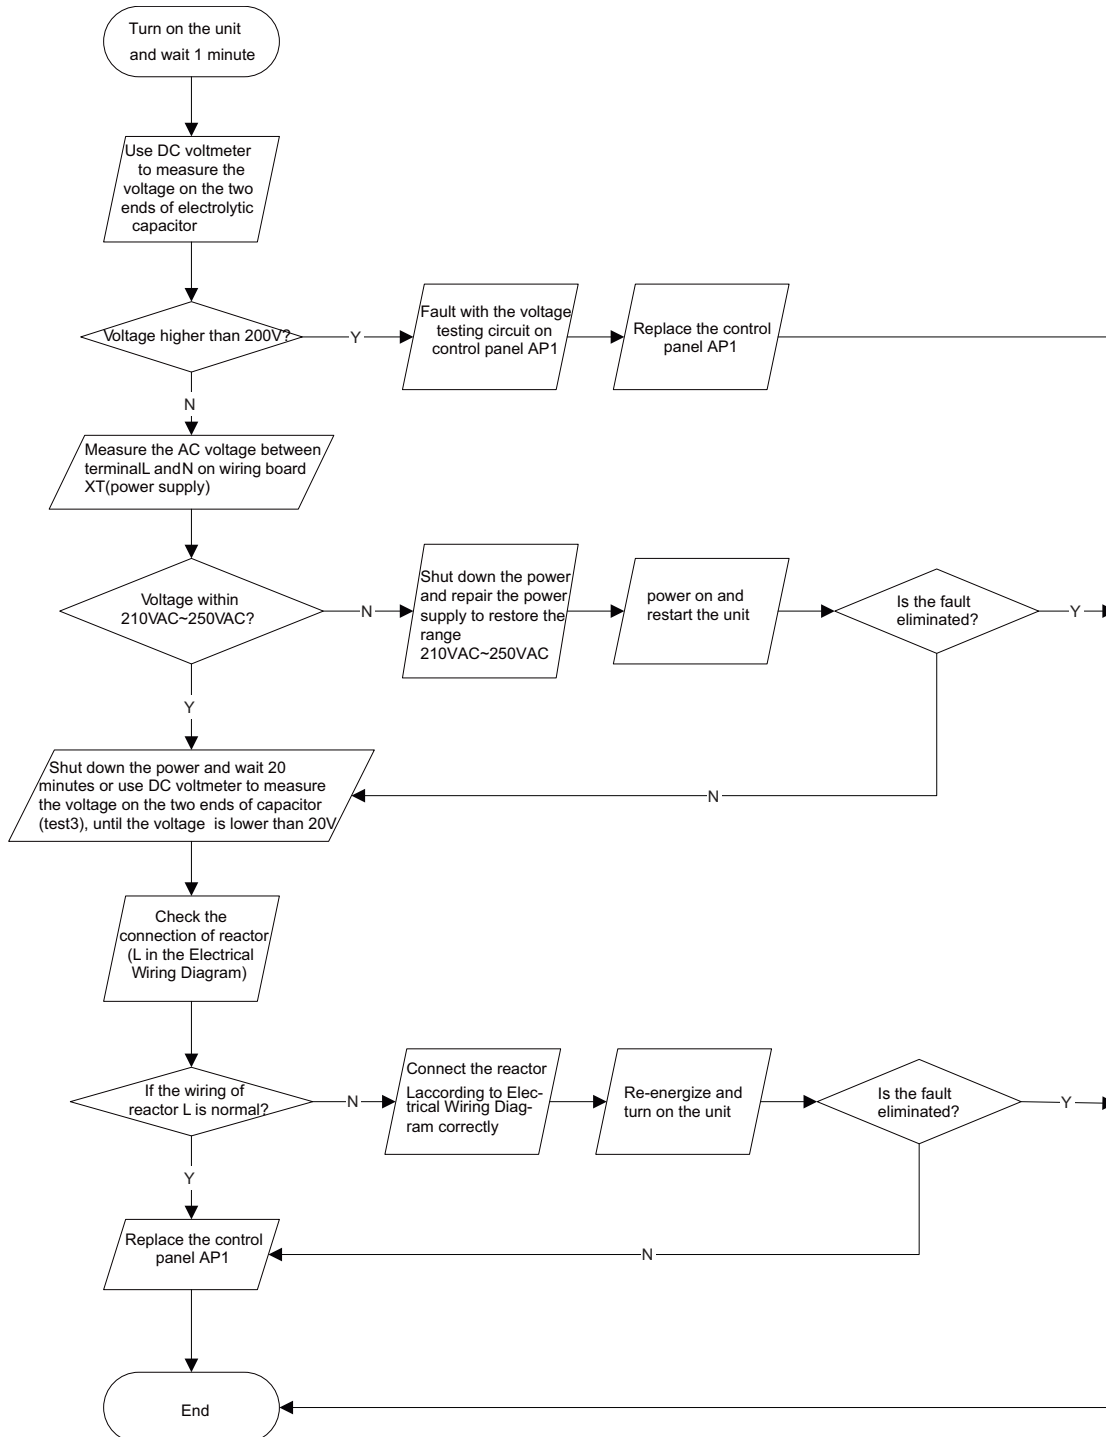 Turn on the unit
and wait 1 minute
Use DC voltmeter
to measure the
voltage on the two
ends of electrolytic
capacitor
Voltage higher than 200V?
Y
Fault with the voltage
testing circuit on
control panel AP1
Replace the control
panel AP1
N
Measure the AC voltage between
terminalL andN on wiring board
XT(power supply)
Voltage within
210VAC~250VAC?
N
Shut down the power
and repair the power
supply to restore the
range
210VAC~250VAC
power on and
restart the unit
Is the fault
eliminated?
Y
Y
N
Shut down the power and wait 20
minutes or use DC voltmeter to measure
the voltage on the two ends of capacitor
(test3), until the voltage is lower than 20V
Check the
connection of reactor
(L in the Electrical
Wiring Diagram)
If the wiring of
reactor L is normal?
N
Connect the reactor
Laccording to Elec-
trical Wiring Diag-
ram correctly
Re-energize and
turn on the unit
Is the fault
eliminated?
Y
Y
N
Replace the control
panel AP1
End